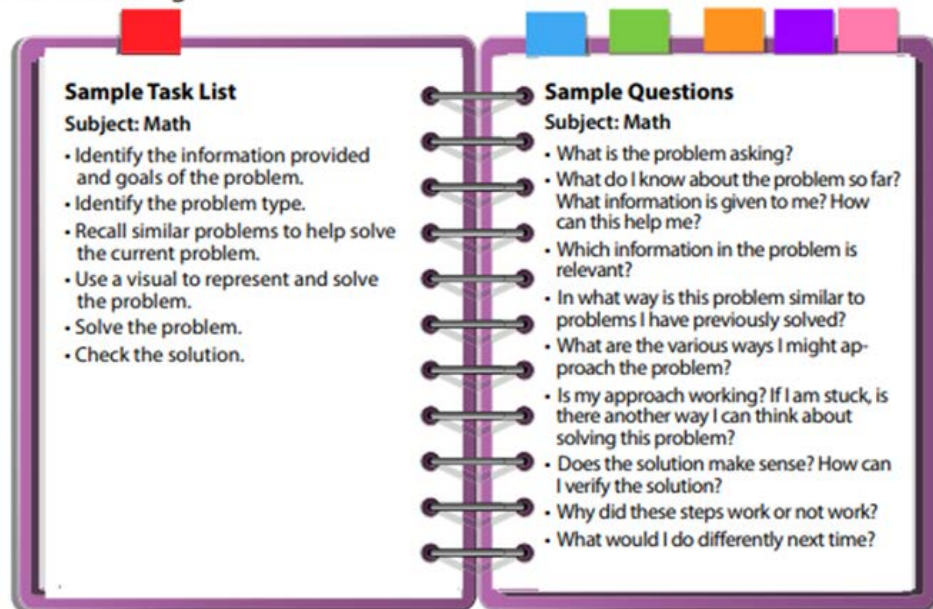 Sample Task List
Subject: Math
• Identify the information provided
and goals of the problem.
• Identify the problem type.
• Recall similar problems to help solve
the current problem.
• Use a visual to represent and solve
the problem.
• Solve the problem.
• Check the solution.
Sample Questions
Subject: Math
• What is the problem asking?
• What do I know about the problem so far?
What information is given to me? How
can this help me?
• Which information in the problem is
relevant?
• In what way is this problem similar to
problems I have previously solved?
• What are the various ways I might ap-
proach the problem?
• Is my approach working? If I am stuck, is
there another way I can think about
solving this problem?
• Does the solution make sense? How can
I verify the solution?
• Why did these steps work or not work?
• What would I do differently next time?